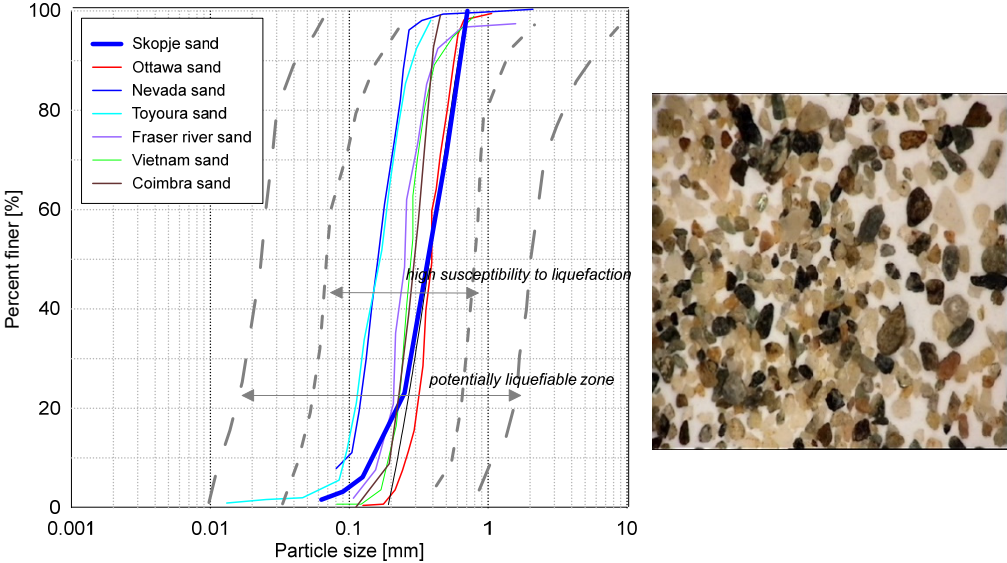 100
80
60
40
20
0
Percent finer [%]
Skopje sand
Ottawa sand
Nevada sand
Toyoura sand
Fraser river sand
Vietnam sand
Coimbra sand
high susceptibility to liquefaction
potentially liquefiable zone
0.001 0.01 0.1 1 10
Particle size [mm]